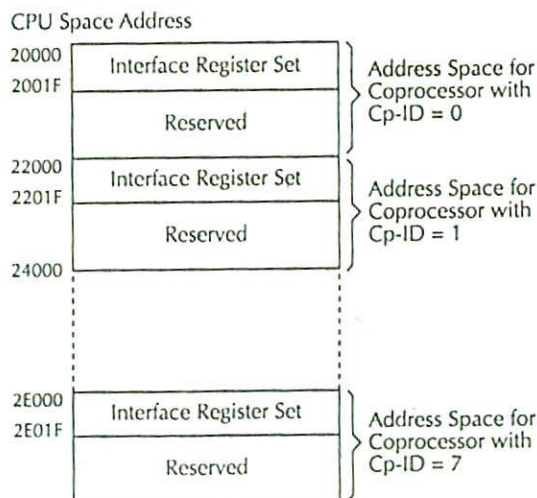 CPU Space Address
20000
Interface Register Set
2001F
Reserved
Address Space for
Coprocessor with
Cp-ID = 0
22000
Interface Register Set
2201F
Reserved
24000
Address Space for
Coprocessor with
Cp-ID = 1
2E000
Interface Register Set
2E01F
Reserved
Address Space for
Coprocessor with
Cp-ID = 7